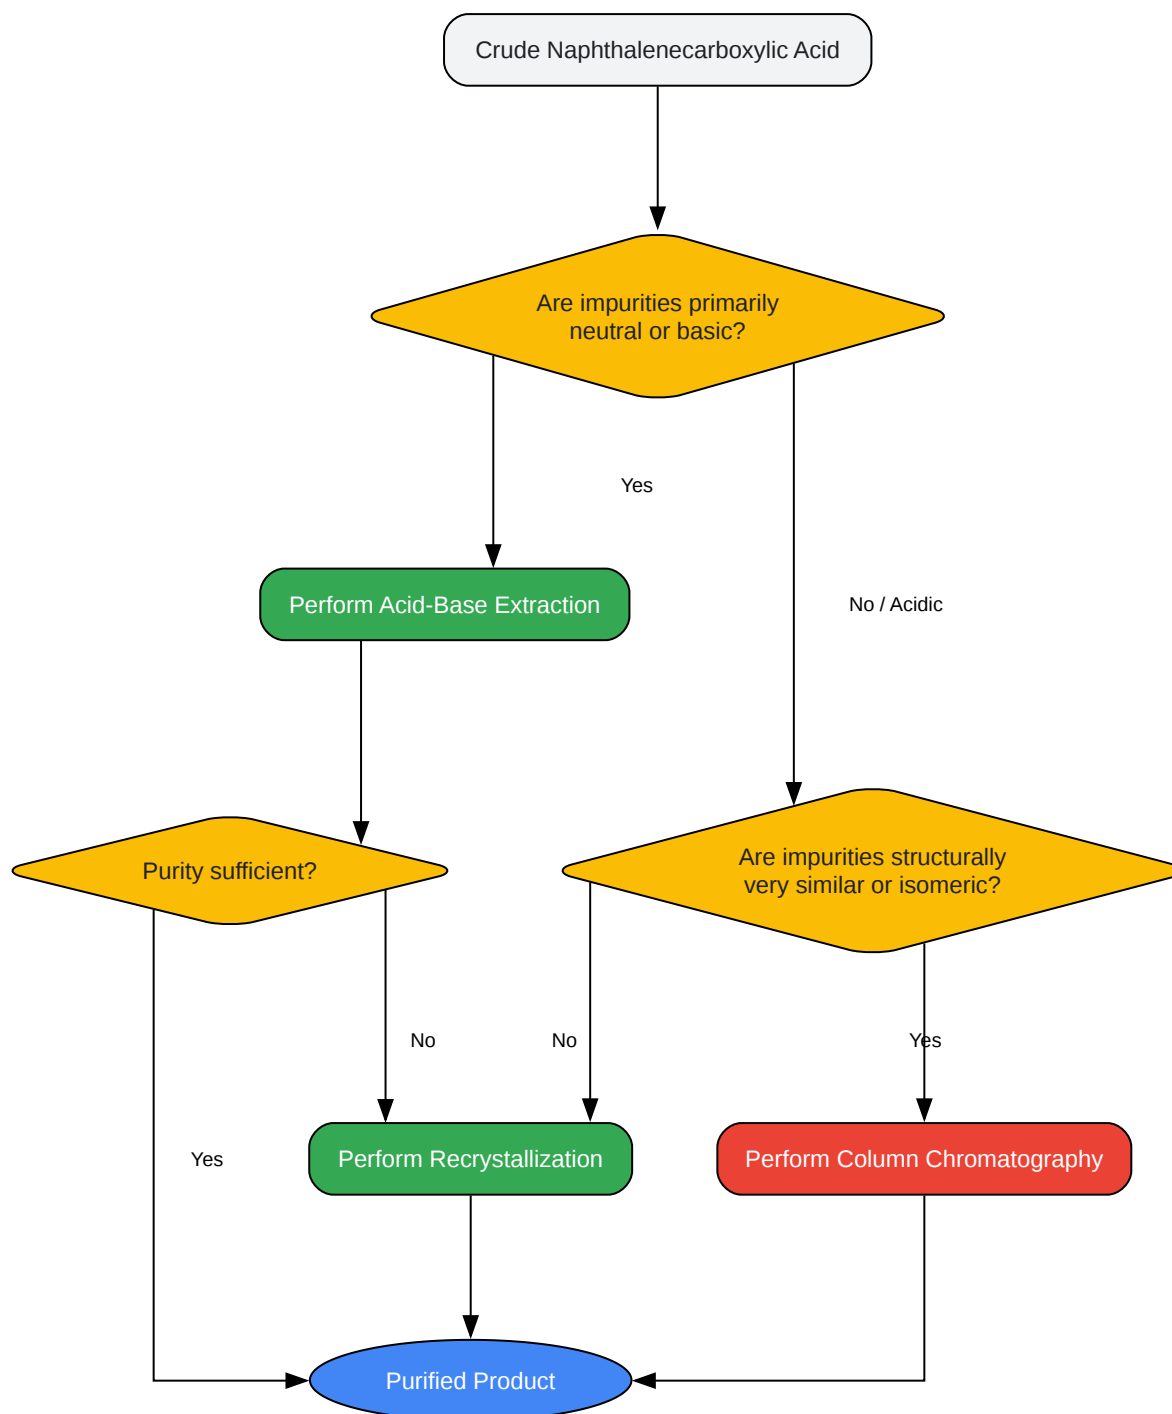 Crude Naphthalenecarboxylic Acid
Are impurities primarily
neutral or basic?
Yes
Perform Acid-Base Extraction
No / Acidic
Purity sufficient?
Are impurities structurally
very similar or isomeric?
No
No
Yes
Yes
Perform Recrystallization
Perform Column Chromatography
Purified Product